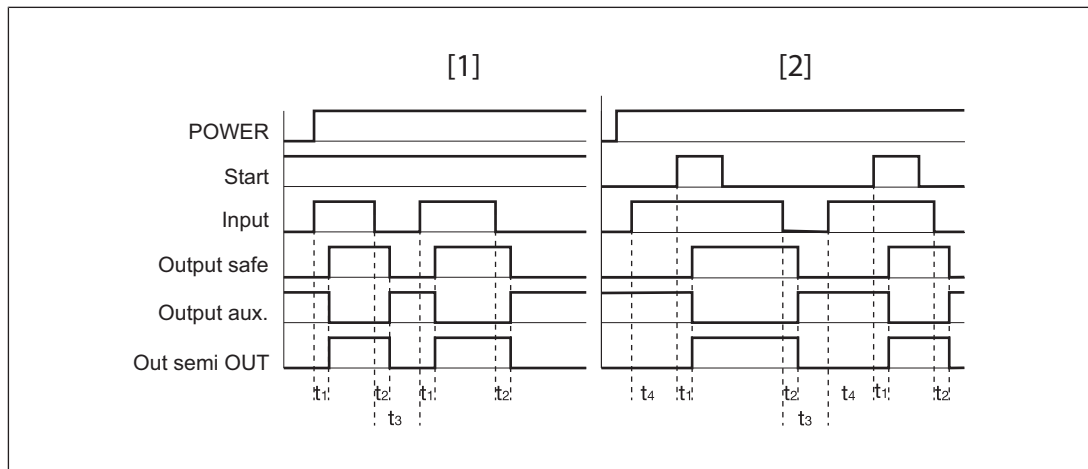 [1] [2]
POWER
Start
Input
Output safe
Output aux.
Out semi OUT
t1 t2 t1 t2 t4 t1 t2 t4 t1 t2
t3 t3